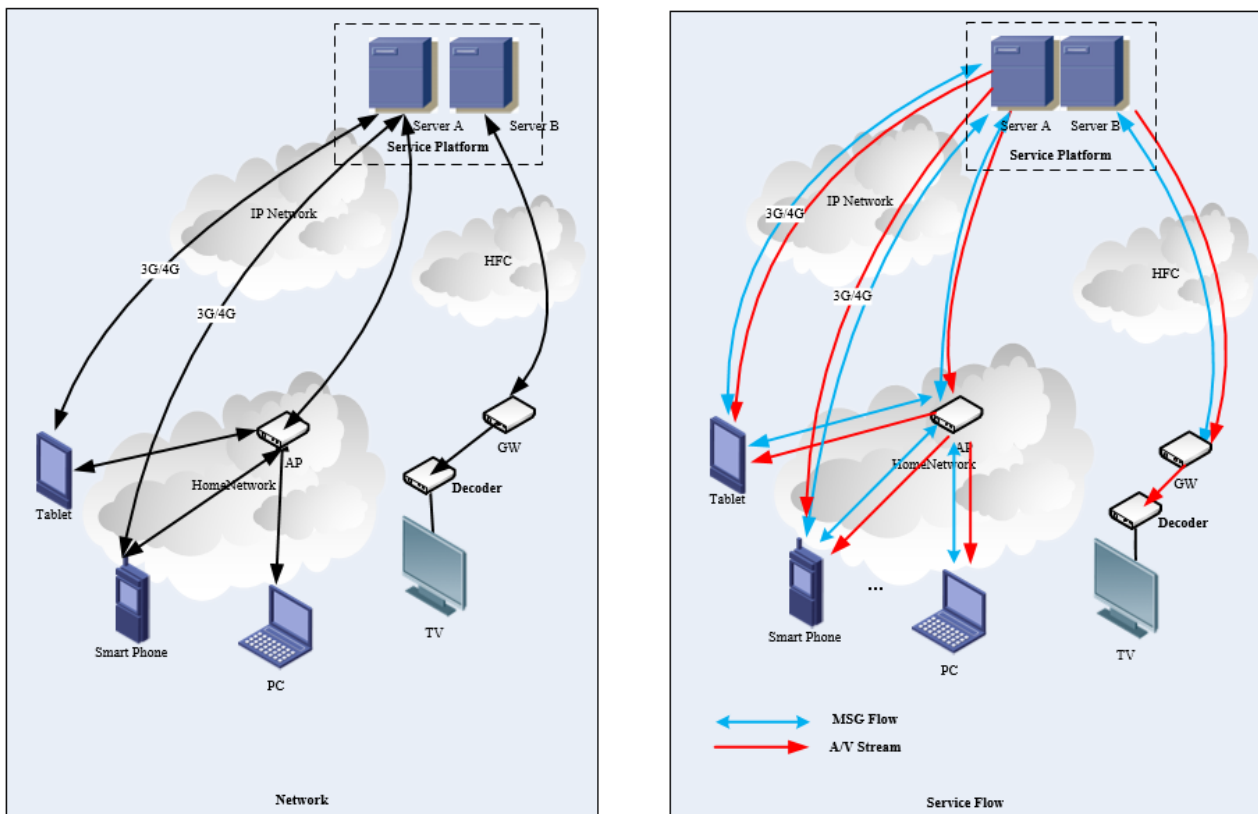 Server A
Server B
Service Platform
IP Network
HFC
3G/4G
3G/4G
AP
GW
HomeNetwork
Decoder
Tablet
TV
Smart Phone
PC
Network
Server A
Server B
Service Platform
IP Network
3G/4G
HFC
3G/4G
AP
HomeNetwork
GW
Tablet
Decoder
...
Smart Phone
PC
TV
MSG Flow
A/V Stream
Service Flow